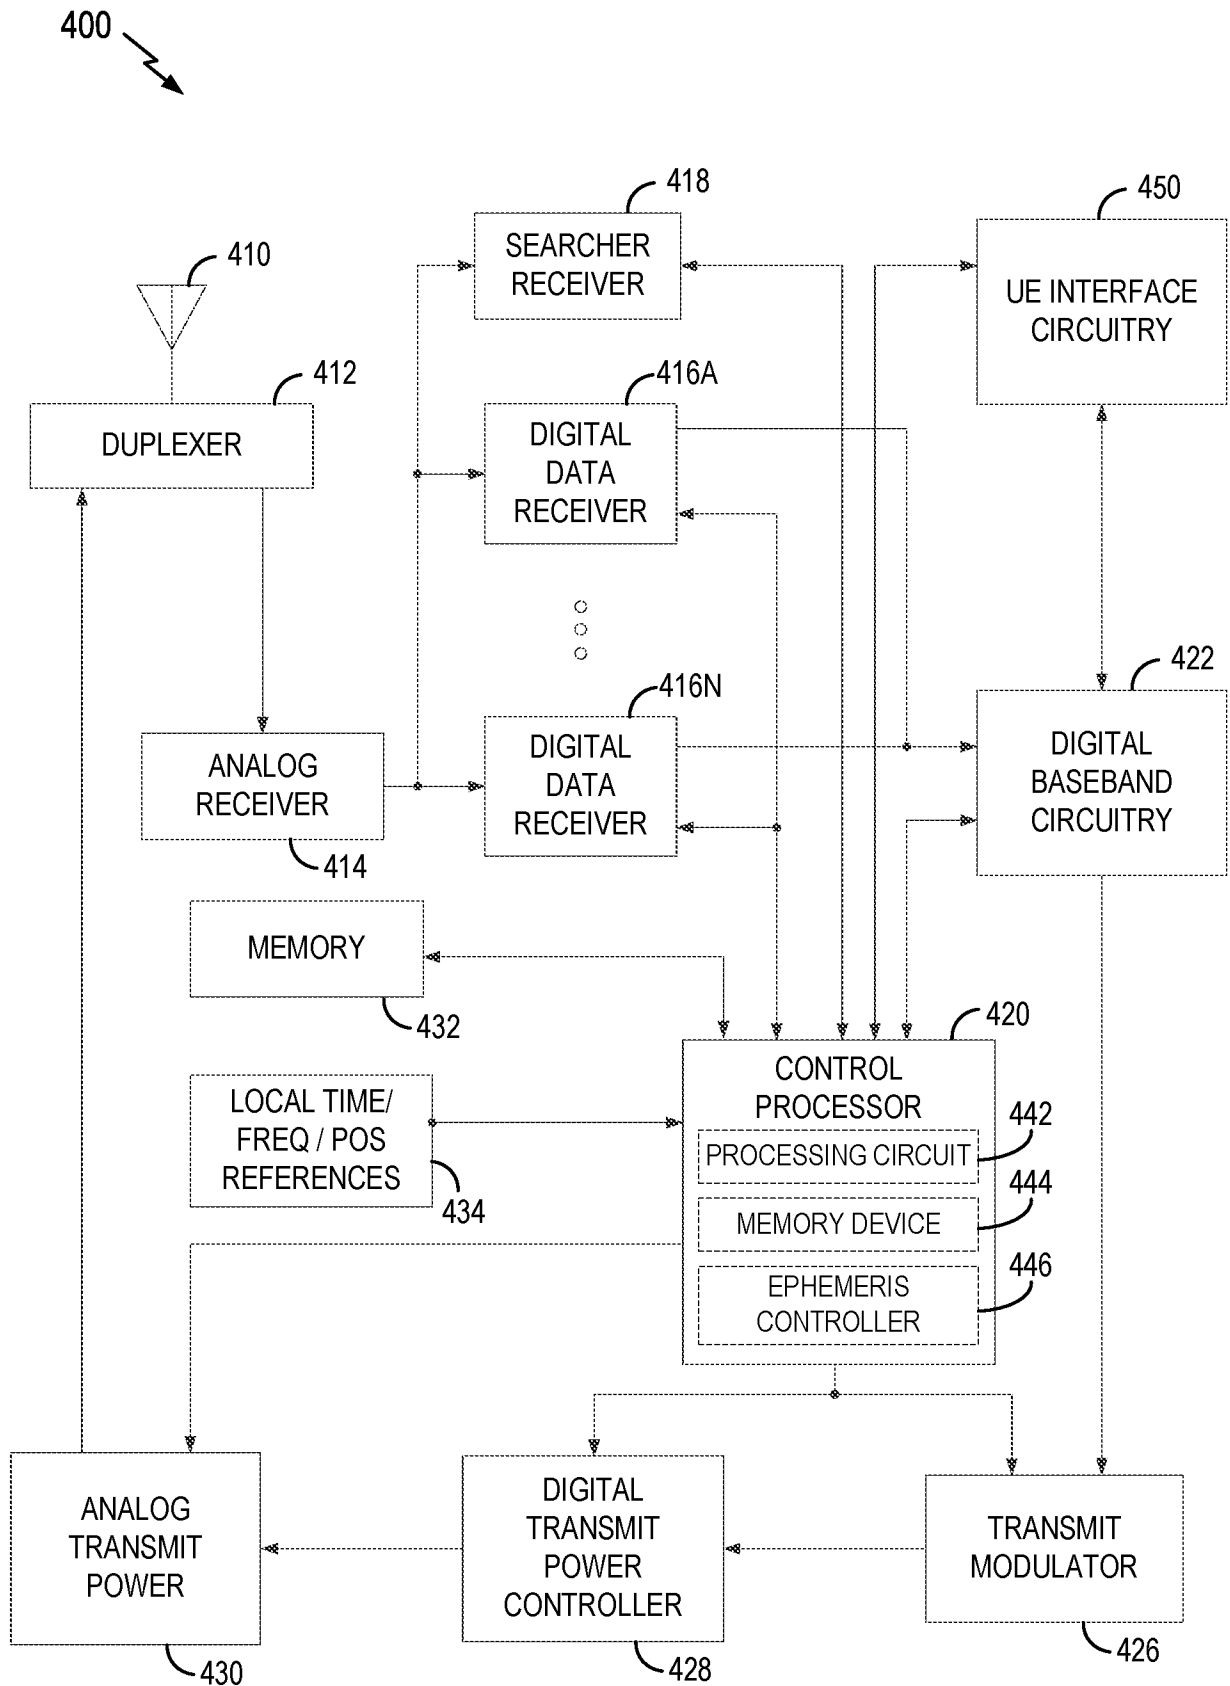 400
418
SEARCHER
RECEIVER
450
UE INTERFACE
CIRCUITRY
410
412
DUPLEXER
416A
DIGITAL
DATA
RECEIVER
416N
DIGITAL
DATA
RECEIVER
422
DIGITAL
BASEBAND
CIRCUITRY
ANALOG
RECEIVER
414
MEMORY
432
LOCAL TIME/
FREQ / POS
REFERENCES
434
420
CONTROL
PROCESSOR
442
PROCESSING CIRCUIT
444
MEMORY DEVICE
446
EPHEMERIS
CONTROLLER
ANALOG
TRANSMIT
POWER
430
DIGITAL
TRANSMIT
POWER
CONTROLLER
428
TRANSMIT
MODULATOR
426